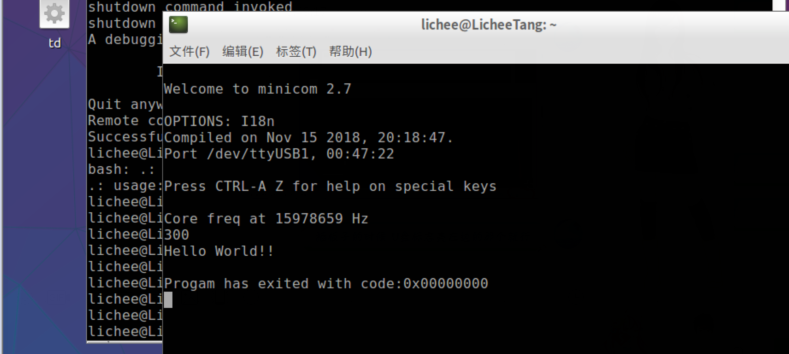 td
shutdown command invoked
shutdown
A debuggi
I
Quit anyw
Remote co
Successfu
lichee@Li
bash: .:
.: usage:
lichee@Li
lichee@Li
lichee@Li
lichee@Li
lichee@Li
lichee@Li
lichee@Li
lichee@Li
lichee@Li
lichee@LicheeTang: ~
文件(F) 编辑(E) 标签(T) 帮助(H)
Welcome to minicom 2.7
OPTIONS: I18n
Compiled on Nov 15 2018, 20:18:47.
Port /dev/ttyUSB1, 00:47:22
Press CTRL-A Z for help on special keys
Core freq at 15978659 Hz
300
Hello World!!
Progam has exited with code:0x00000000